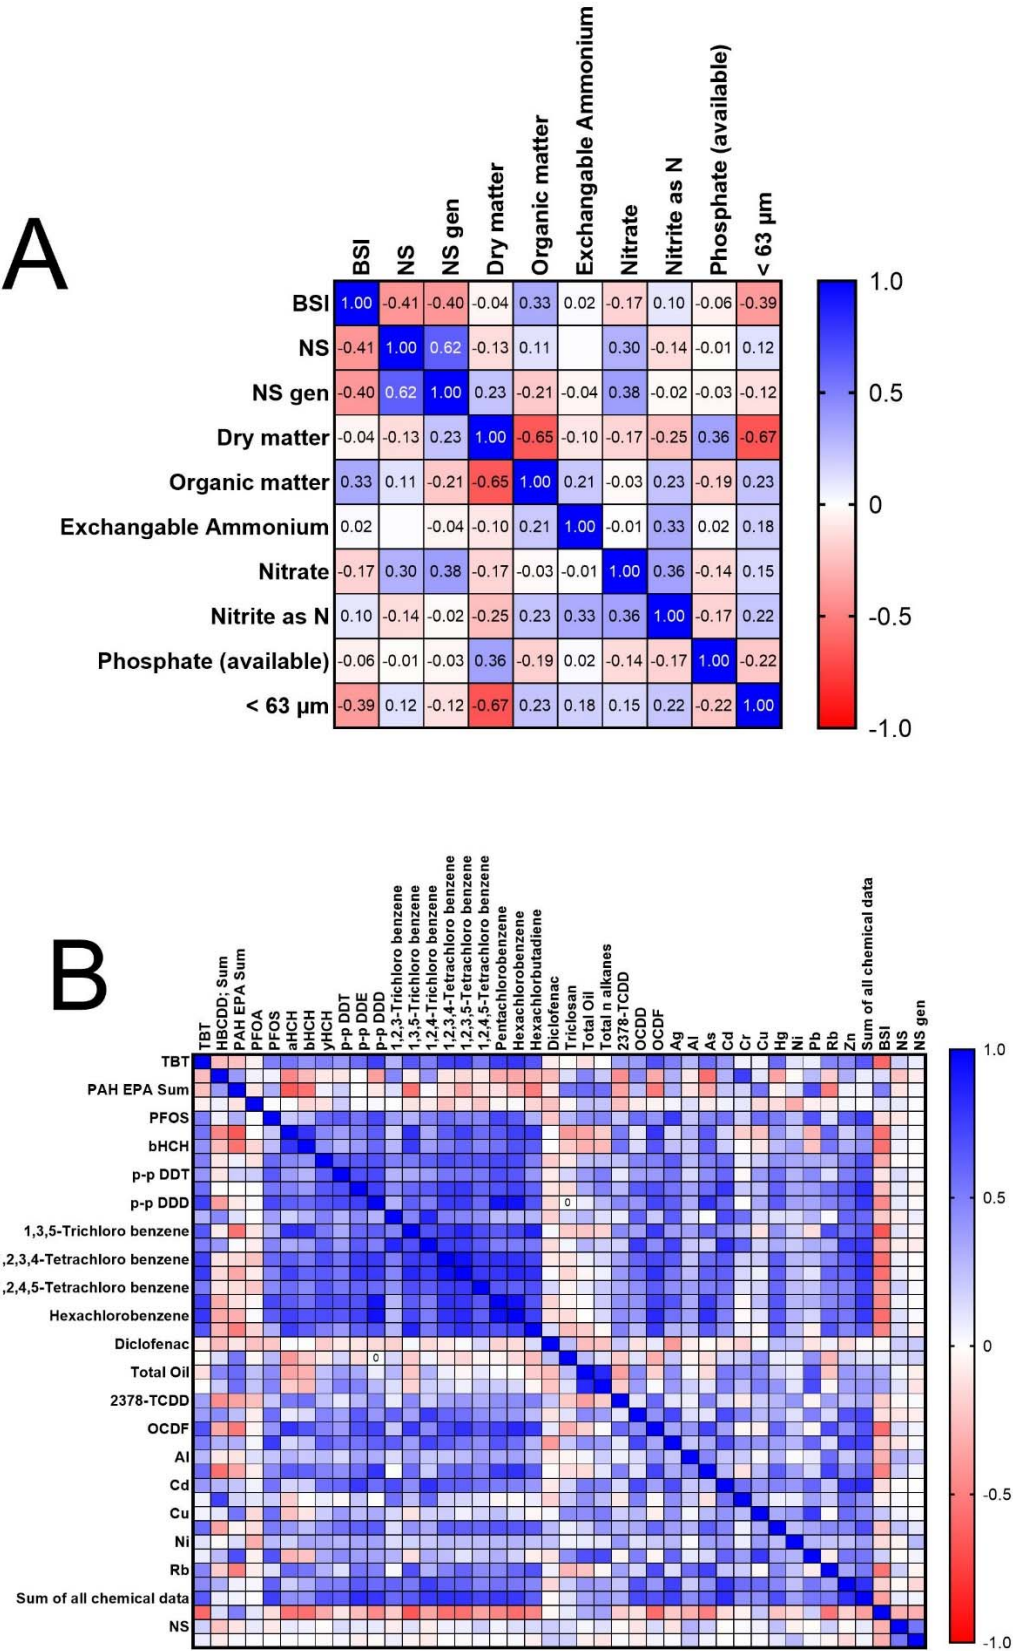 A
BSI
NS
NS gen
Dry matter
Organic matter
Exchangable Ammonium
Nitrate
Nitrite as N
Phosphate (available)
< 63 µm
BSI 1.00 -0.41 -0.40 -0.04 0.33 0.02 -0.17 0.10 -0.06 -0.39
NS -0.41 1.00 0.62 -0.13 0.11 0.30 -0.14 -0.01 0.12
NS gen -0.40 0.62 1.00 0.23 -0.21 -0.04 0.38 -0.02 -0.03 -0.12
Dry matter -0.04 -0.13 0.23 1.00 -0.65 -0.10 -0.17 -0.25 0.36 -0.67
Organic matter 0.33 0.11 -0.21 -0.65 1.00 0.21 -0.03 0.23 -0.19 0.23
Exchangable Ammonium 0.02 -0.04 -0.10 0.21 1.00 -0.01 0.33 0.02 0.18
Nitrate -0.17 0.30 0.38 -0.17 -0.03 -0.01 1.00 0.36 -0.14 0.15
Nitrite as N 0.10 -0.14 -0.02 -0.25 0.23 0.33 0.36 1.00 -0.17 0.22
Phosphate (available) -0.06 -0.01 -0.03 0.36 -0.19 0.02 -0.14 -0.17 1.00 -0.22
< 63 µm -0.39 0.12 -0.12 -0.67 0.23 0.18 0.15 0.22 -0.22 1.00
1.0
0.5
0
-0.5
-1.0
B
TBT
HBCDD; Sum
PAH EPA Sum
PFOA
PFOS
aHCH
bHCH
yHCH
p-p DDT
p-p DDE
p-p DDD
1,2,3-Trichloro benzene
1,3,5-Trichloro benzene
1,2,4-Trichloro benzene
1,2,3,4-Tetrachloro benzene
1,2,3,5-Tetrachloro benzene
1,2,4,5-Tetrachloro benzene
Pentachlorobenzene
Hexachlorobenzene
Hexachlorbutadiene
Diclofenac
Triclosan
Total Oil
Total n alkanes
2378-TCDD
OCDD
OCDF
Ag
Al
As
Cd
Cr
Cu
Hg
Ni
Pb
Rb
Zn
Sum of all chemical data
BSI
NS
NS gen
TBT
PAH EPA Sum
PFOS
bHCH
p-p DDT
p-p DDD 0
1,3,5-Trichloro benzene
,2,3,4-Tetrachloro benzene
,2,4,5-Tetrachloro benzene
Hexachlorobenzene
Diclofenac
0
Total Oil
2378-TCDD
OCDF
Al
Cd
Cu
Ni
Rb
Sum of all chemical data
NS
1.0
0.5
0
-0.5
-1.0